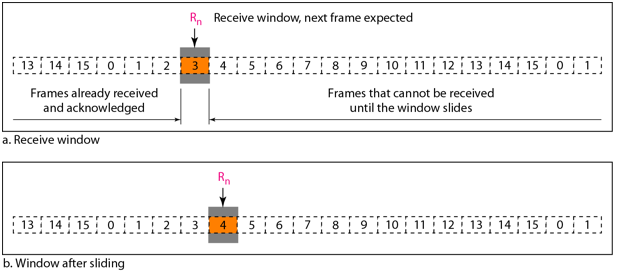 Rn Receive window, next frame expected
13 14 15 0 1 2 3 4 5 6 7 8 9 10 11 12 13 14 15 0 1
Frames already received Frames that cannot be received
and acknowledged until the window slides
a. Receive window
Rn
13 14 15 0 1 2 3 4 5 6 7 8 9 10 11 12 13 14 15 0 1
b. Window after sliding